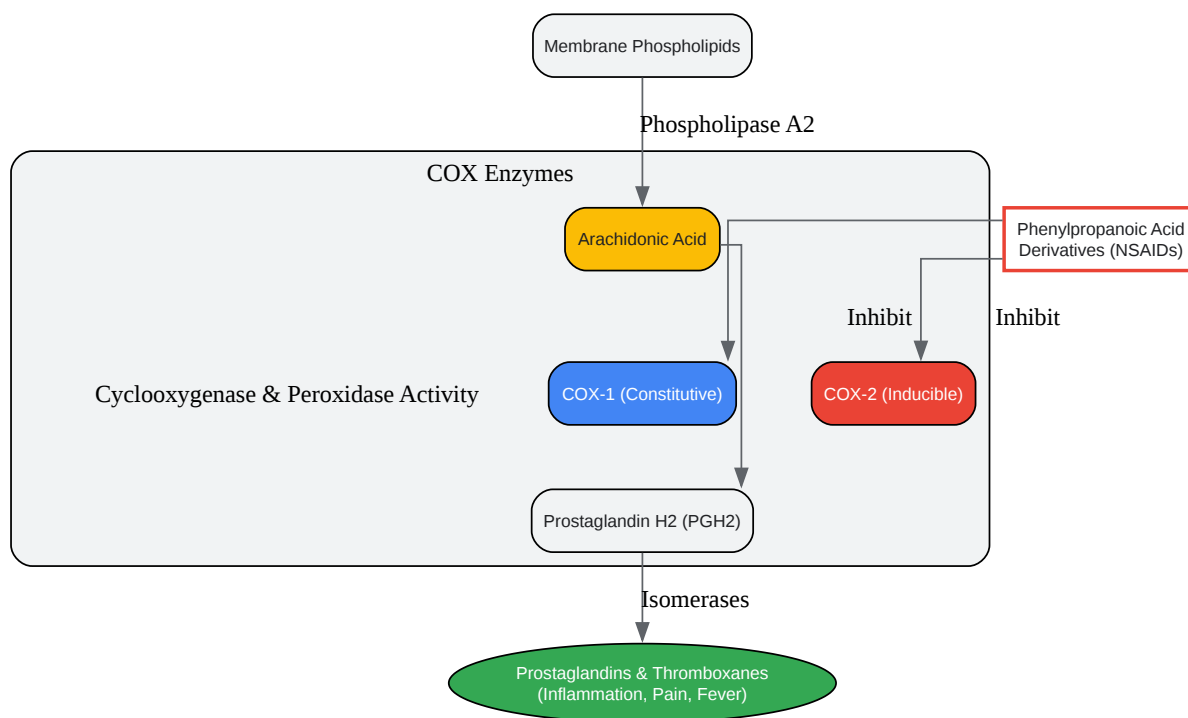 Membrane Phospholipids
Phospholipase A2
COX Enzymes
Arachidonic Acid
Phenylpropanoic Acid
Derivatives (NSAIDs)
Inhibit
Inhibit
Cyclooxygenase & Peroxidase Activity
COX-1 (Constitutive)
COX-2 (Inducible)
Prostaglandin H2 (PGH2)
Isomerases
Prostaglandins & Thromboxanes
(Inflammation, Pain, Fever)